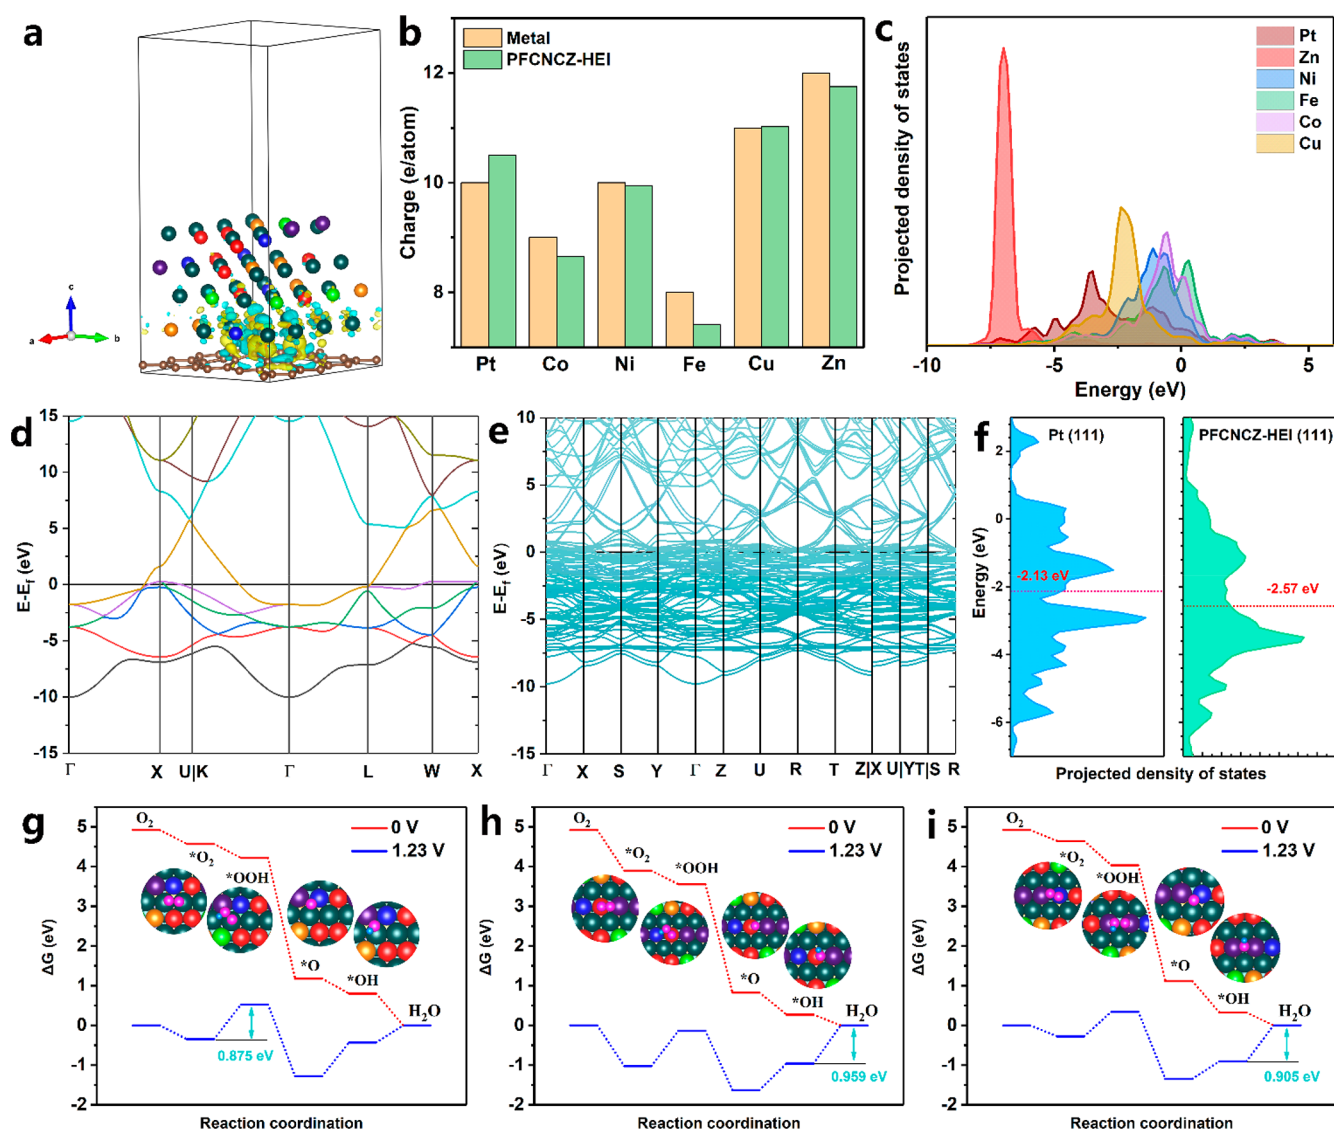 a
c
a
b
b
Metal
PFCNCZ-HEI
Charge (e/atom)
12
10
8
Pt Co Ni Fe Cu Zn
c
Pt
Zn
Ni
Fe
Co
Cu
Projected density of states
-10 -5 0 5
Energy (eV)
d
E-Ef (eV)
15
10
5
0
-5
-10
-15
Γ X U|K Γ L W X
e
E-Ef (eV)
10
5
0
-5
-10
-15
Γ X S Y Γ Z U R T Z|X U|YT|S R
f
Pt (111)
PFCNCZ-HEI (111)
Energy (eV)
2
0
-2
-4
-6
-2.13 eV
-2.57 eV
Projected density of states
g
0 V
1.23 V
ΔG (eV)
5
4
3
2
1
0
-1
-2
O2
*O2
*OOH
*O
*OH
H2O
0.875 eV
Reaction coordination
h
0 V
1.23 V
ΔG (eV)
5
4
3
2
1
0
-1
-2
O2
*O2
*OOH
*O
*OH
H2O
0.959 eV
Reaction coordination
i
0 V
1.23 V
ΔG (eV)
5
4
3
2
1
0
-1
-2
O2
*O2
*OOH
*O
*OH
H2O
0.905 eV
Reaction coordination